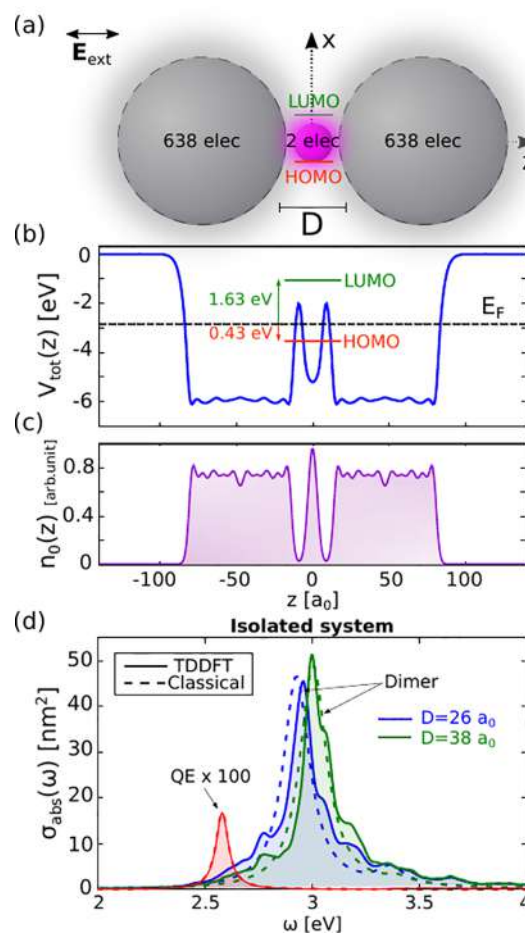 (a)
E_ext
x
LUMO
638 elec
2 elec
638 elec
HOMO
D
(b)
0
-2
-4
-6
V_tot(z) [eV]
1.63 eV
LUMO
E_F
0.43 eV
HOMO
(c)
0.8
0.4
0
n_0(z) [arb.unit]
-100
-50
0
50
100
z [a_0]
(d)
Isolated system
50
40
30
20
10
0
σ_abs(ω) [nm²]
TDDFT
Classical
Dimer
D=26 a_0
D=38 a_0
QE x 100
2
2.5
3
3.5
4
ω [eV]